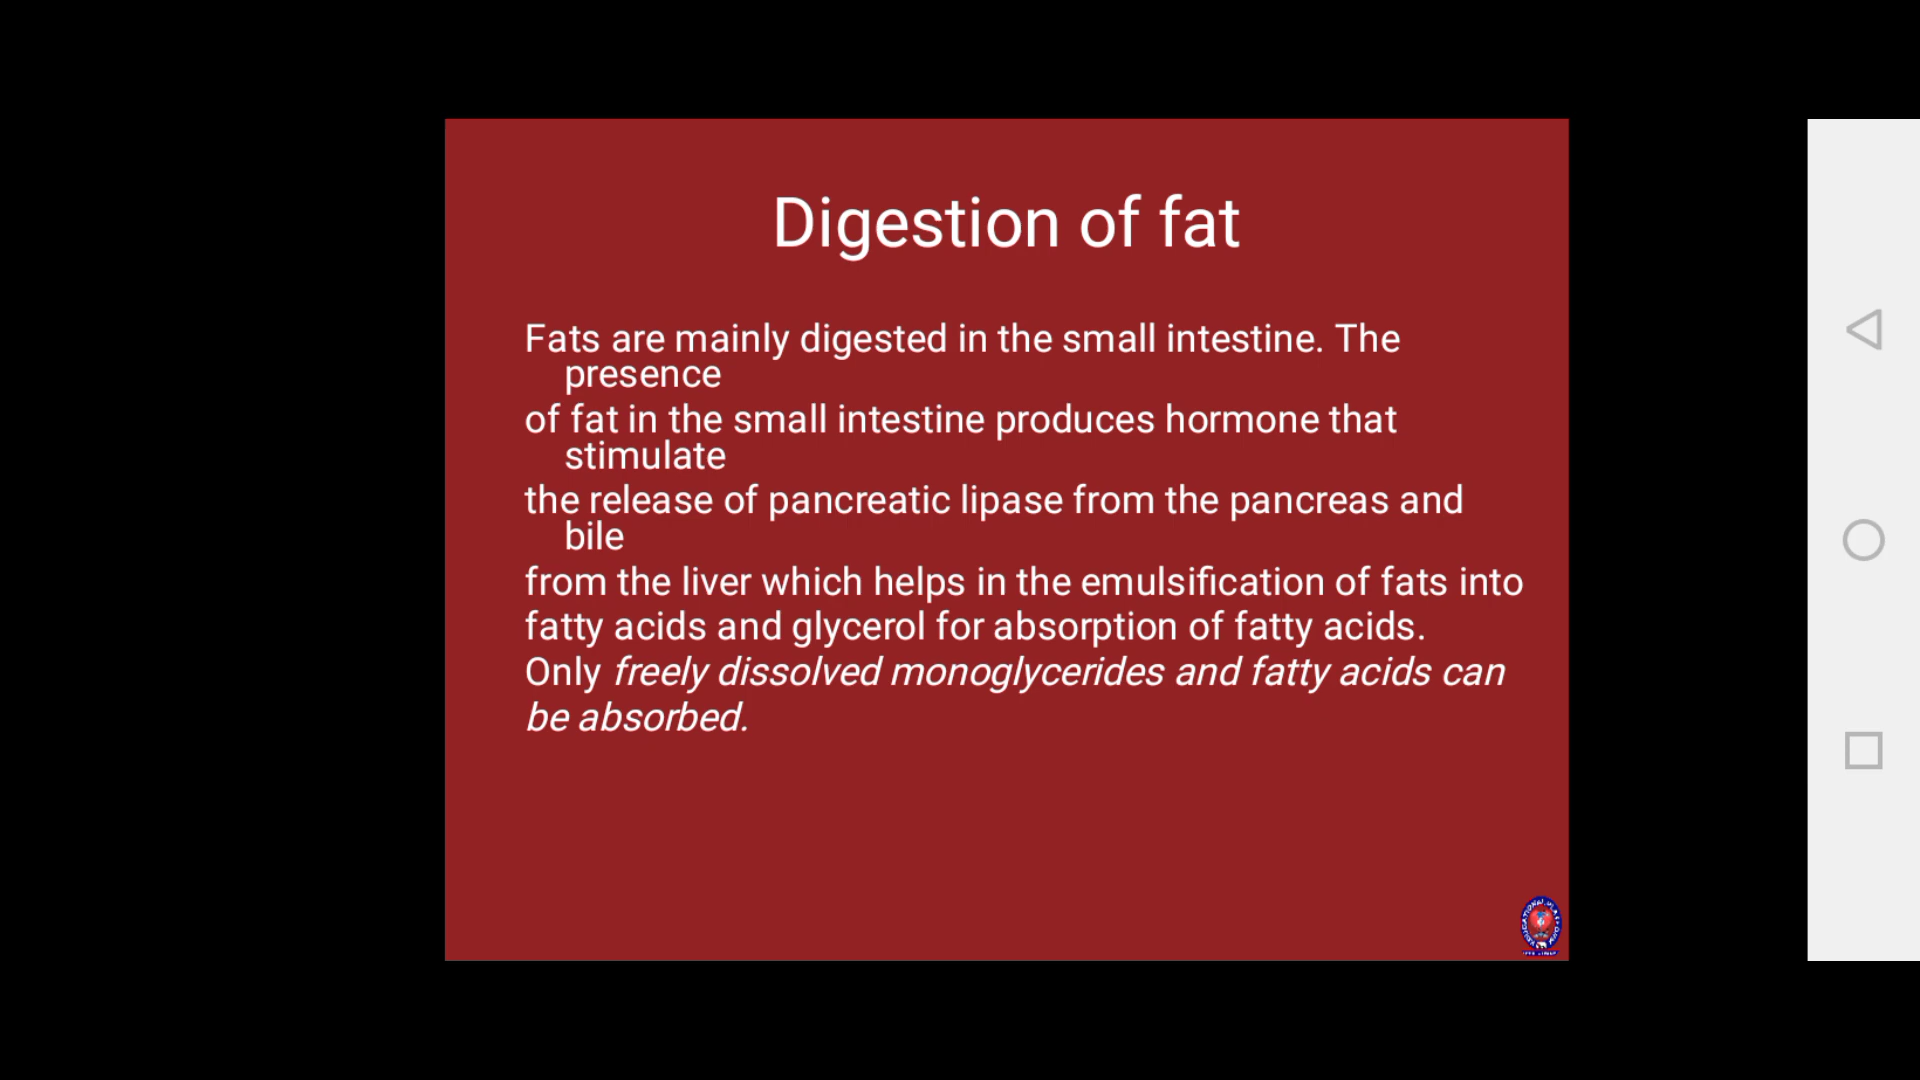 Digestion of fat
Fats are mainly digested in the small intestine. The
presence
of fat in the small intestine produces hormone that
stimulate
the release of pancreatic lipase from the pancreas and
bile
from the liver which helps in the emulsification of fats into
fatty acids and glycerol for absorption of fatty acids.
Only freely dissolved monoglycerides and fatty acids can
be absorbed.